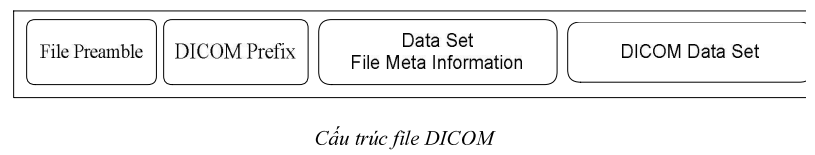 File Preamble
DICOM Prefix
Data Set
File Meta Information
DICOM Data Set
Cấu trúc file DICOM